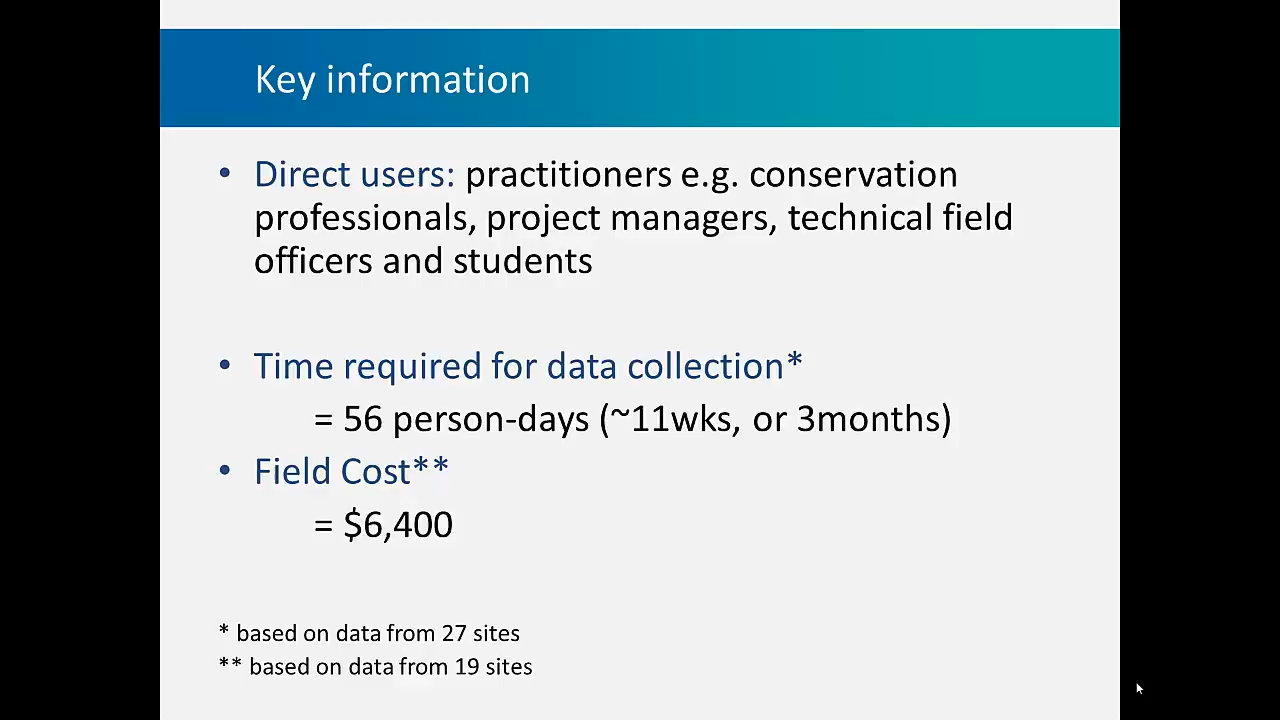 Key information
• Direct users: practitioners e.g. conservation
professionals, project managers, technical field
officers and students
• Time required for data collection*
= 56 person-days (~11wks, or 3months)
• Field Cost**
= $6,400
* based on data from 27 sites
** based on data from 19 sites